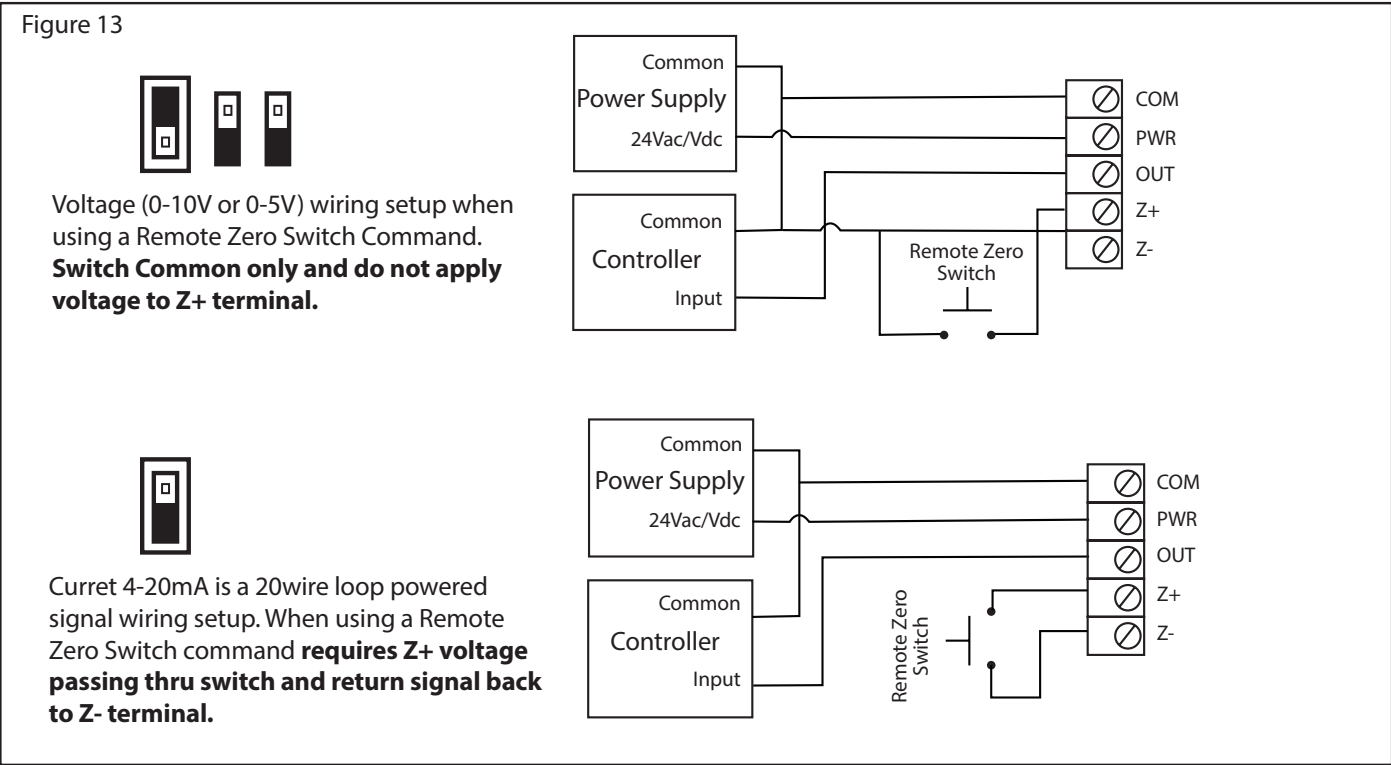 Figure 13
Voltage (0-10V or 0-5V) wiring setup when
using a Remote Zero Switch Command.
Switch Common only and do not apply
voltage to Z+ terminal.
Common
Power Supply
24Vac/Vdc
Common
Controller
Input
Remote Zero
Switch
COM
PWR
OUT
Z+
Z-
Curret 4-20mA is a 20wire loop powered
signal wiring setup. When using a Remote
Zero Switch command requires Z+ voltage
passing thru switch and return signal back
to Z- terminal.
Common
Power Supply
24Vac/Vdc
Common
Controller
Input
Remote Zero
Switch
COM
PWR
OUT
Z+
Z-